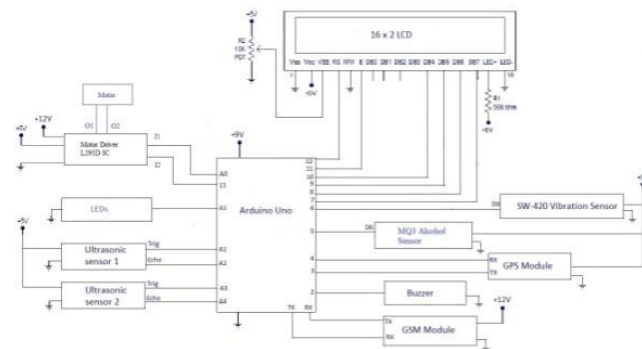 +5V
R2
10K
POT
16 x 2 LCD
Vss Vcc VEE RS R/W E DB0 DB1 DB2 DB3 DB4 DB5 DB6 DB7 LED+ LED-
1
16
+5V
R1
+5V
Motor
O1 O2
+12V
+5V
Motor Driver
L293D IC
I1
I2
+9V
Arduino Uno
A0
13
A5
A1
A2
A3
A4
12
11
10
9
8
7
6
5
4
3
2
TX
RX
LEDs
+5V
Ultrasonic
sensor 1
Trig
Echo
Ultrasonic
sensor 2
Trig
Echo
D0
SW-420 Vibration Sensor
D0
MQ3 Alcohol
Sensor
RX
TX
GPS Module
Buzzer
+12V
TX
RX
GSM Module